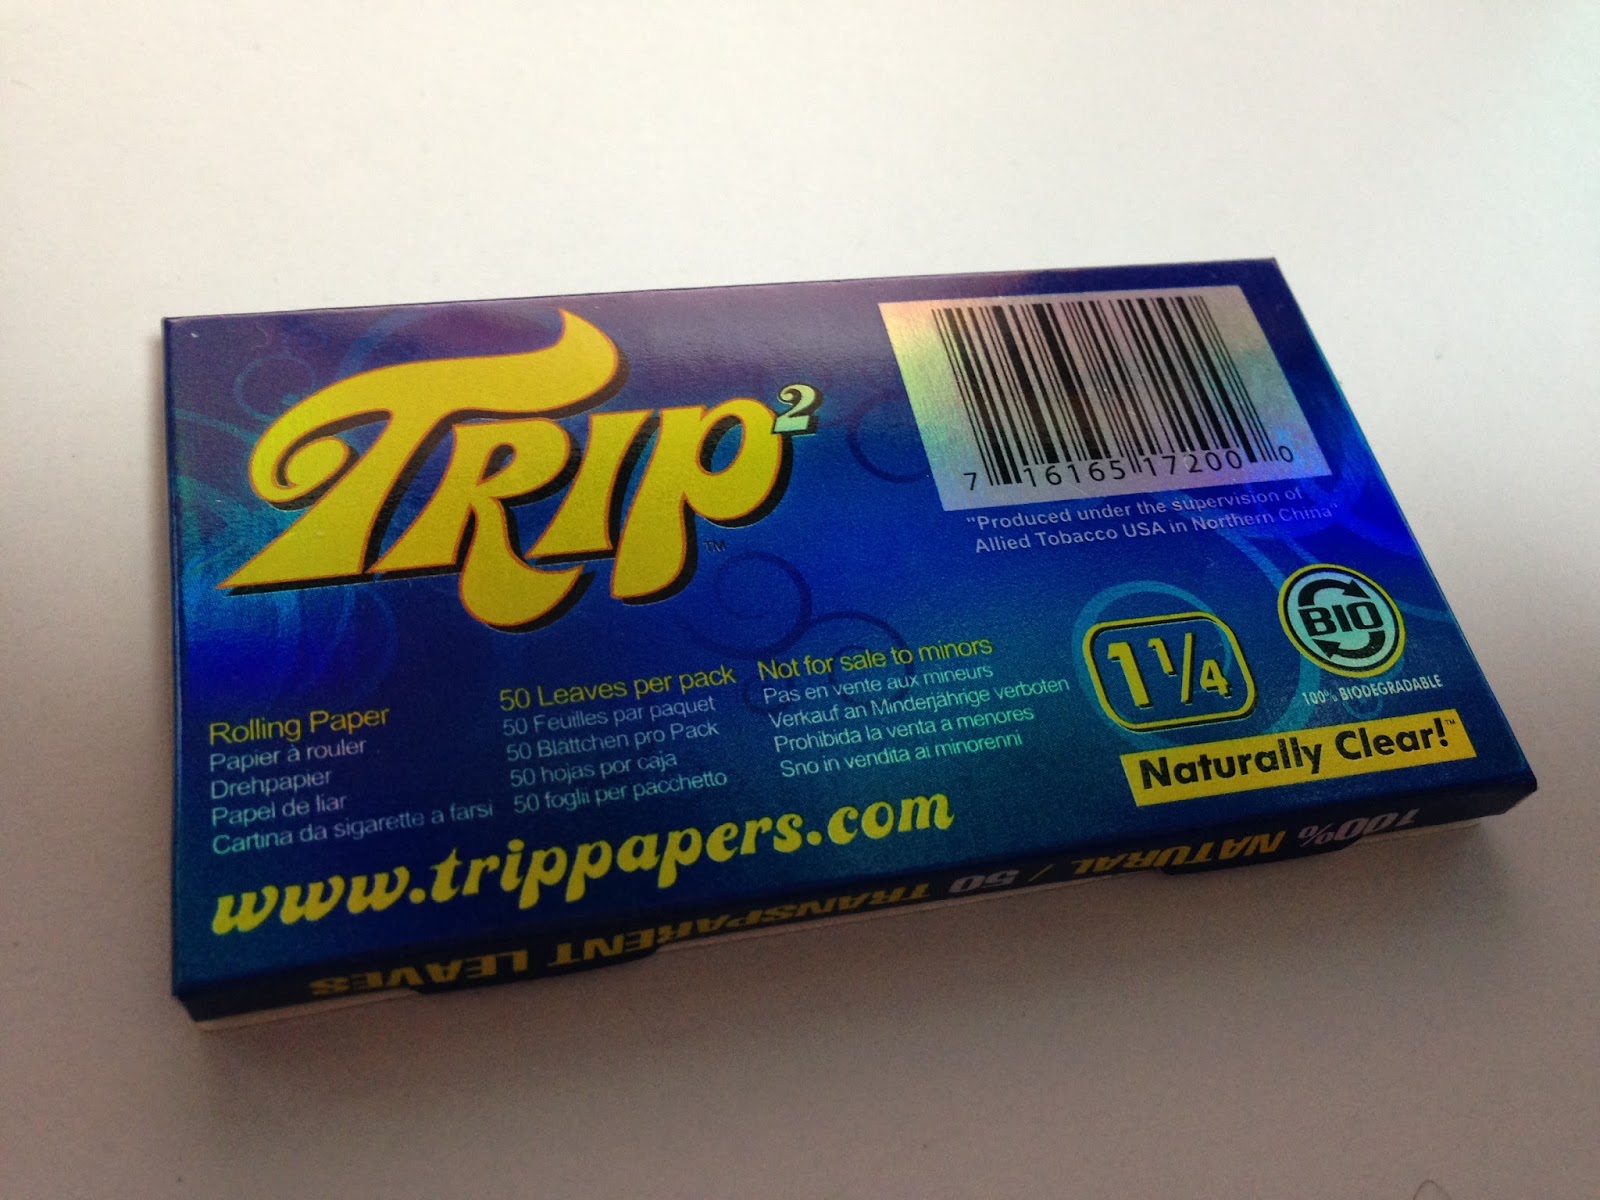 TRIP²
TM
7 16165 17200 0
"Produced under the supervision of
Allied Tobacco USA in Northern China"
Rolling Paper
Papier à rouler
Drehpapier
Papel de liar
Cartina da sigarette a farsi
50 Leaves per pack
50 Feuilles par paquet
50 Blättchen pro Pack
50 hojas por caja
50 foglii per pacchetto
Not for sale to minors
Pas en vente aux mineurs
Verkauf an Minderjährige verboten
Prohibida la venta a menores
Sno in vendita ai minorenni
1 1/4
BIO
100% BIODEGRADABLE
Naturally Clear!™
www.trippapers.com
100% NATURAL / 50 TRANSPARENT LEAVES